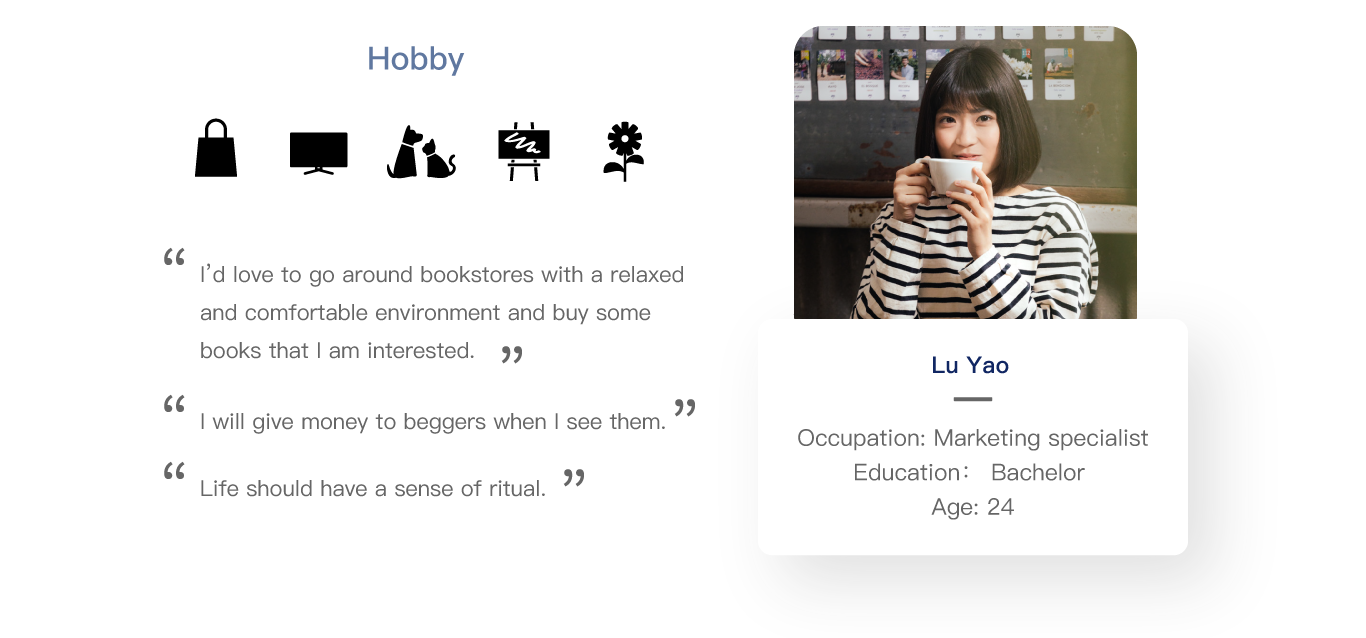 Hobby
“ I’d love to go around bookstores with a relaxed
and comfortable environment and buy some
books that I am interested. ”
“ I will give money to beggers when I see them. ”
“ Life should have a sense of ritual. ”
Lu Yao
Occupation: Marketing specialist
Education： Bachelor
Age: 24